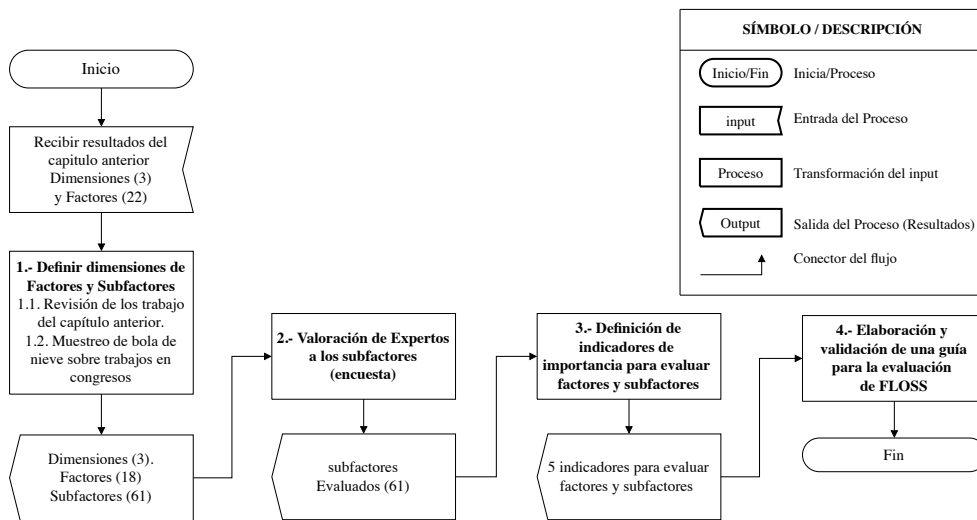 Inicio
Recibir resultados del
capitulo anterior
Dimensiones (3)
y Factores (22)
1.- Definir dimensiones de
Factores y Subfactores
1.1. Revisión de los trabajo
del capítulo anterior.
1.2. Muestreo de bola de
nieve sobre trabajos en
congresos
Dimensiones (3).
Factores (18)
Subfactores (61)
2.- Valoración de Expertos
a los subfactores
(encuesta)
subfactores
Evaluados (61)
3.- Definición de
indicadores de
importancia para evaluar
factores y subfactores
5 indicadores para evaluar
factores y subfactores
4.- Elaboración y
validación de una guía
para la evaluación
de FLOSS
Fin
SÍMBOLO / DESCRIPCIÓN
Inicio/Fin Inicia/Proceso
input Entrada del Proceso
Proceso Transformación del input
Output Salida del Proceso (Resultados)
Conector del flujo